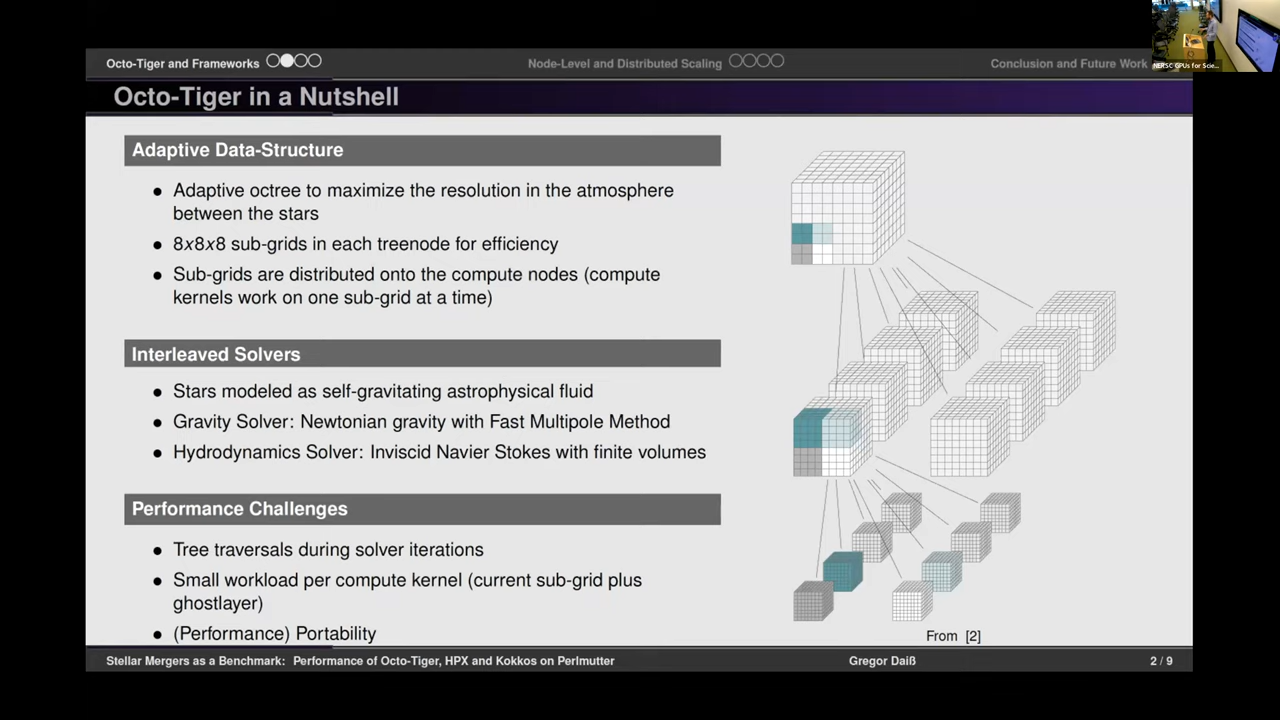 NERSC GPUs for Scie...
Octo-Tiger and Frameworks
Node-Level and Distributed Scaling
Conclusion and Future Work
Octo-Tiger in a Nutshell
Adaptive Data-Structure
● Adaptive octree to maximize the resolution in the atmosphere
between the stars
● 8x8x8 sub-grids in each treenode for efficiency
● Sub-grids are distributed onto the compute nodes (compute
kernels work on one sub-grid at a time)
Interleaved Solvers
● Stars modeled as self-gravitating astrophysical fluid
● Gravity Solver: Newtonian gravity with Fast Multipole Method
● Hydrodynamics Solver: Inviscid Navier Stokes with finite volumes
Performance Challenges
● Tree traversals during solver iterations
● Small workload per compute kernel (current sub-grid plus
ghostlayer)
● (Performance) Portability
From [2]
Stellar Mergers as a Benchmark: Performance of Octo-Tiger, HPX and Kokkos on Perlmutter
Gregor Daiß
2 / 9